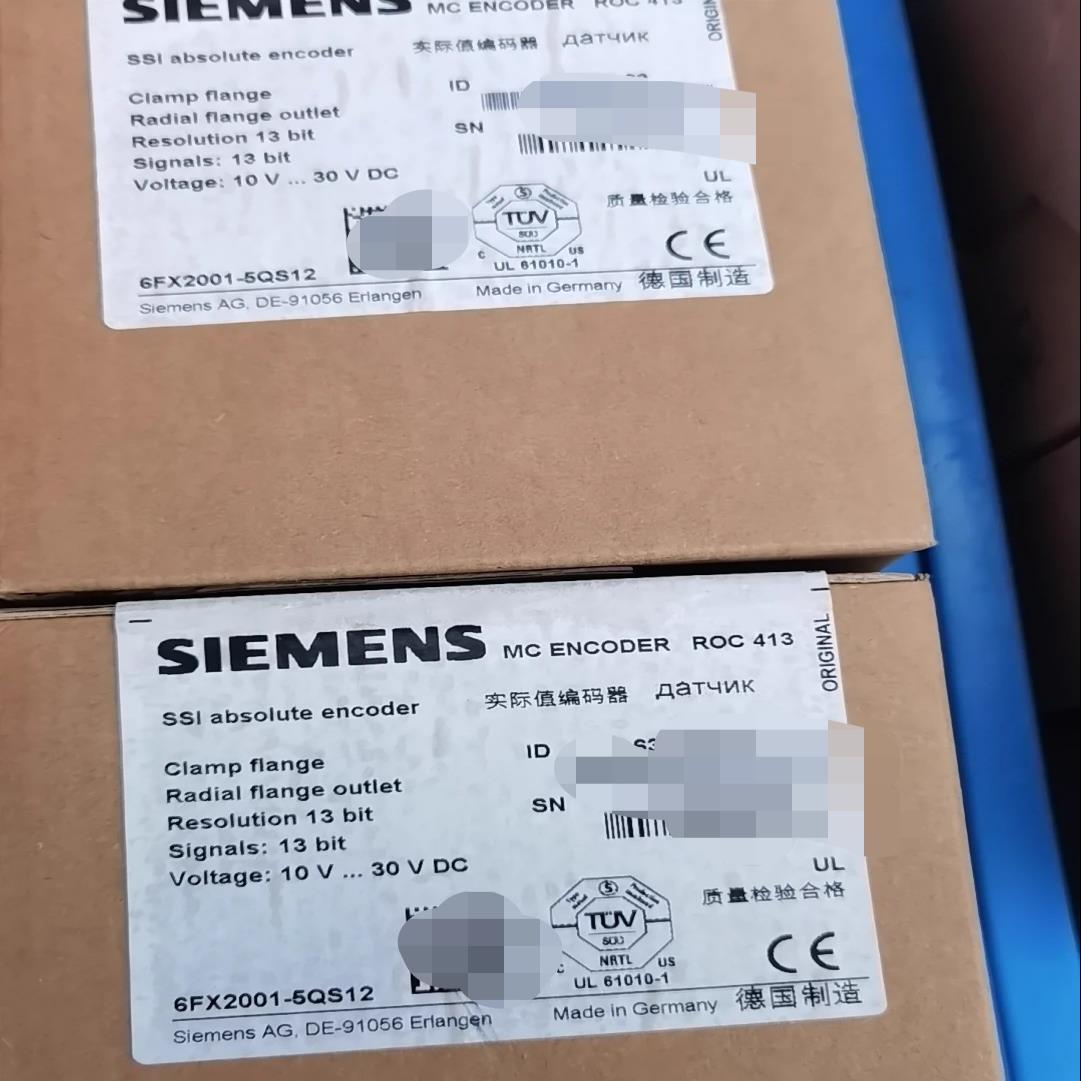 SIEMENS MC ENCODER ROC 413
ORIGIN
SSI absolute encoder 实际值编码器 Датчик
Clamp flange ID
Radial flange outlet
Resolution 13 bit SN
Signals: 13 bit
Voltage: 10 V ... 30 V DC UL
质量检验合格
TÜV
SÜD
NRTL
C US
UL 61010-1
CE
6FX2001-5QS12
Siemens AG, DE-91056 Erlangen Made in Germany 德国制造
SIEMENS MC ENCODER ROC 413
ORIGINAL
SSI absolute encoder 实际值编码器 Датчик
Clamp flange ID
Radial flange outlet
Resolution 13 bit SN
Signals: 13 bit
Voltage: 10 V ... 30 V DC UL
质量检验合格
TÜV
SÜD
NRTL
C US
UL 61010-1
CE
6FX2001-5QS12
Siemens AG, DE-91056 Erlangen Made in Germany 德国制造